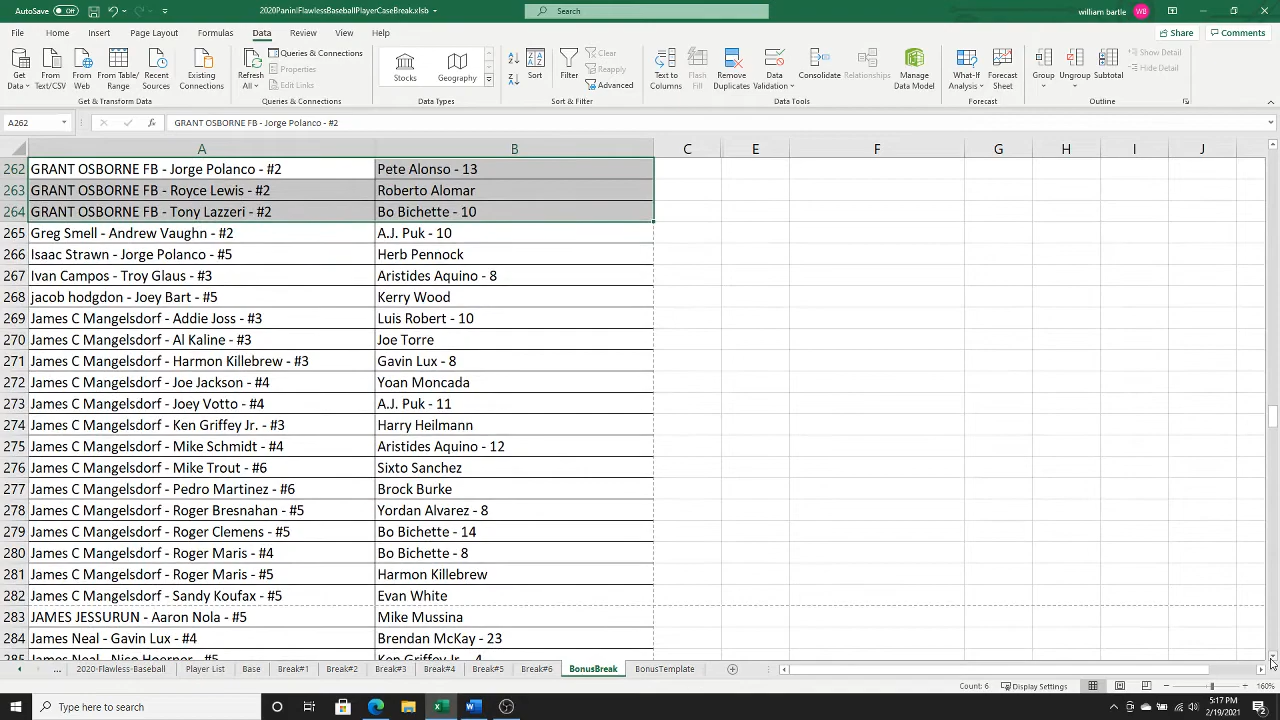 AutoSave Off 2020PaniniFlawlessBaseballPlayerCaseBreak.xlsb Search william bartle WB
File Home Insert Page Layout Formulas Data Review View Help Share Comments
Get Data From Text/CSV From Web From Table/Range Recent Sources Existing Connections
Get & Transform Data
Refresh All Queries & Connections Properties Edit Links
Queries & Connections
Stocks Geography
Data Types
Sort Filter Clear Reapply Advanced
Sort & Filter
Text to Columns Flash Fill Remove Duplicates Data Validation Consolidate Relationships Manage Data Model
Data Tools
What-If Analysis Forecast Sheet
Forecast
Group Ungroup Subtotal Show Detail Hide Detail
Outline
A262 fx GRANT OSBORNE FB - Jorge Polanco - #2
A B C E F G H I J
262 GRANT OSBORNE FB - Jorge Polanco - #2 Pete Alonso - 13
263 GRANT OSBORNE FB - Royce Lewis - #2 Roberto Alomar
264 GRANT OSBORNE FB - Tony Lazzeri - #2 Bo Bichette - 10
265 Greg Smell - Andrew Vaughn - #2 A.J. Puk - 10
266 Isaac Strawn - Jorge Polanco - #5 Herb Pennock
267 Ivan Campos - Troy Glaus - #3 Aristides Aquino - 8
268 jacob hodgdon - Joey Bart - #5 Kerry Wood
269 James C Mangelsdorf - Addie Joss - #3 Luis Robert - 10
270 James C Mangelsdorf - Al Kaline - #3 Joe Torre
271 James C Mangelsdorf - Harmon Killebrew - #3 Gavin Lux - 8
272 James C Mangelsdorf - Joe Jackson - #4 Yoan Moncada
273 James C Mangelsdorf - Joey Votto - #4 A.J. Puk - 11
274 James C Mangelsdorf - Ken Griffey Jr. - #3 Harry Heilmann
275 James C Mangelsdorf - Mike Schmidt - #4 Aristides Aquino - 12
276 James C Mangelsdorf - Mike Trout - #6 Sixto Sanchez
277 James C Mangelsdorf - Pedro Martinez - #6 Brock Burke
278 James C Mangelsdorf - Roger Bresnahan - #5 Yordan Alvarez - 8
279 James C Mangelsdorf - Roger Clemens - #5 Bo Bichette - 14
280 James C Mangelsdorf - Roger Maris - #4 Bo Bichette - 8
281 James C Mangelsdorf - Roger Maris - #5 Harmon Killebrew
282 James C Mangelsdorf - Sandy Koufax - #5 Evan White
283 JAMES JESSURUN - Aaron Nola - #5 Mike Mussina
284 James Neal - Gavin Lux - #4 Brendan McKay - 23
285 James Neal - Nico Hoerner - #5 Ken Griffey Jr. - 4
... 2020-Flawless-Baseball Player List Base Break#1 Break#2 Break#3 Break#4 Break#5 Break#6 BonusBreak BonusTemplate
Count: 6 Display Settings 160%
Type here to search
5:17 PM
2/19/2021
2